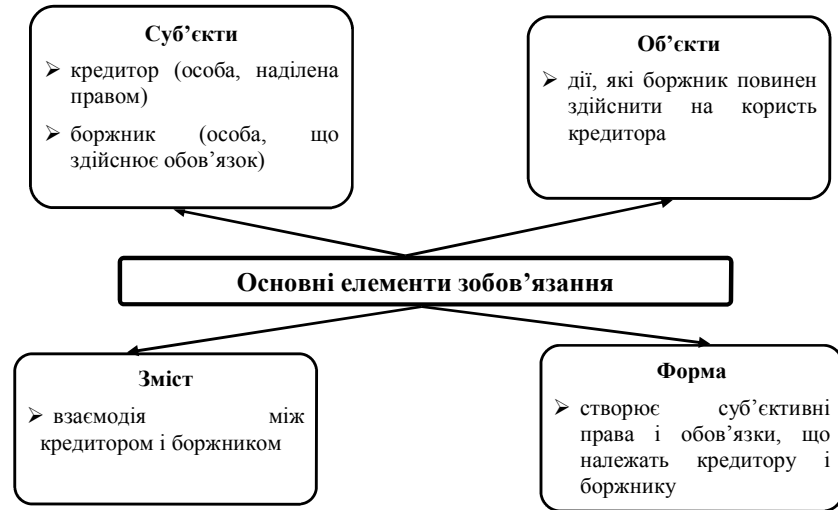 Суб’єкти
➢ кредитор (особа, наділена
правом)
➢ боржник (особа, що
здійснює обов’язок)
Об’єкти
➢ дії, які боржник повинен
здійснити на користь
кредитора
Основні елементи зобов’язання
Зміст
➢ взаємодія між
кредитором і боржником
Форма
➢ створює суб’єктивні
права і обов’язки, що
належать кредитору і
боржнику